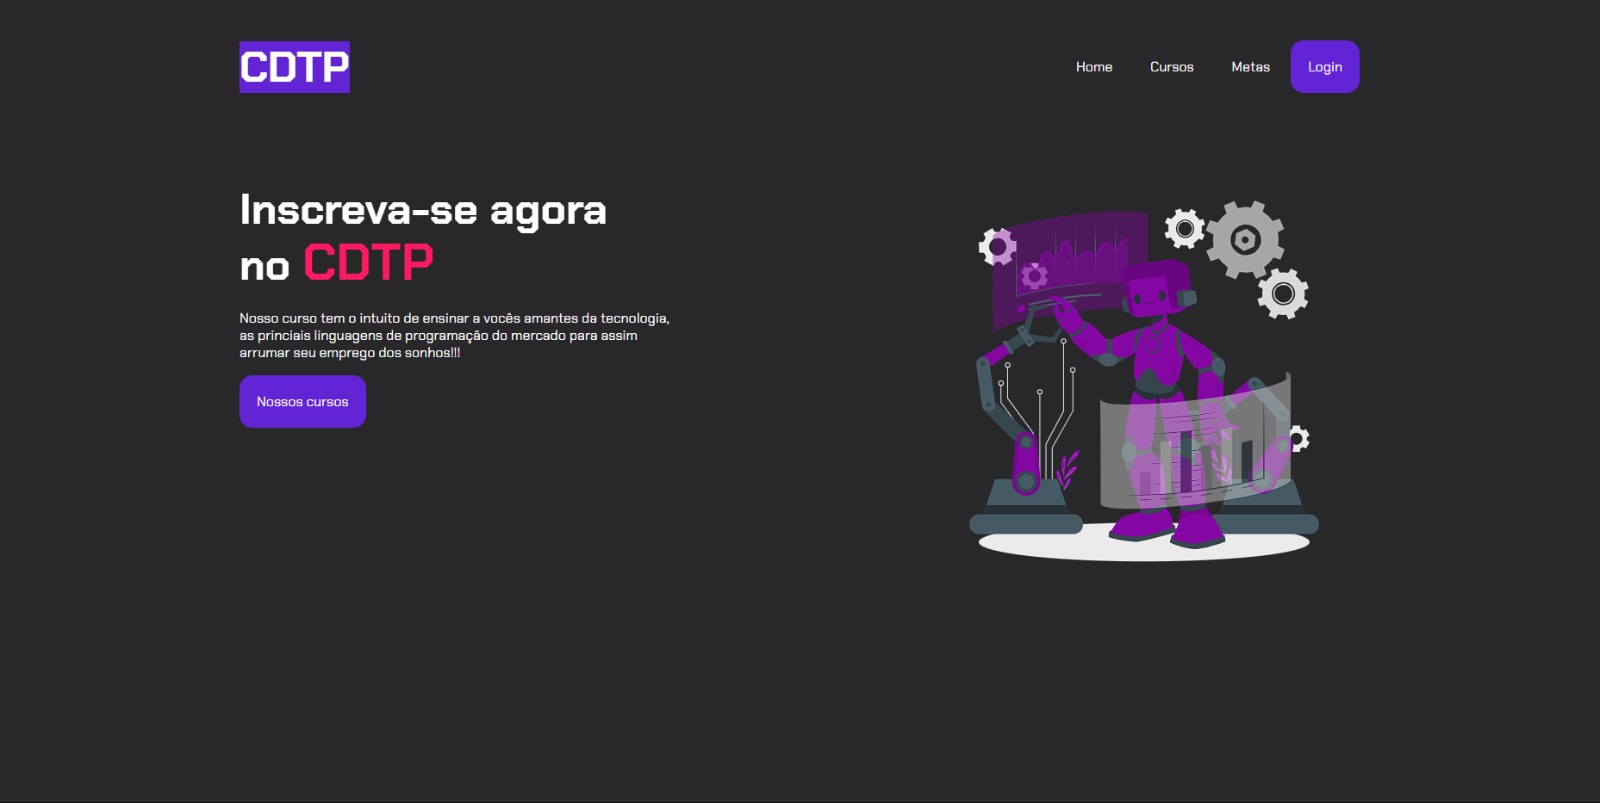 CDTP
Home
Cursos
Metas
Login
Inscreva-se agora
no CDTP
Nosso curso tem o intuito de ensinar a vocês amantes da tecnologia,
as princiais linguagens de programação do mercado para assim
arrumar seu emprego dos sonhos!!!
Nossos cursos